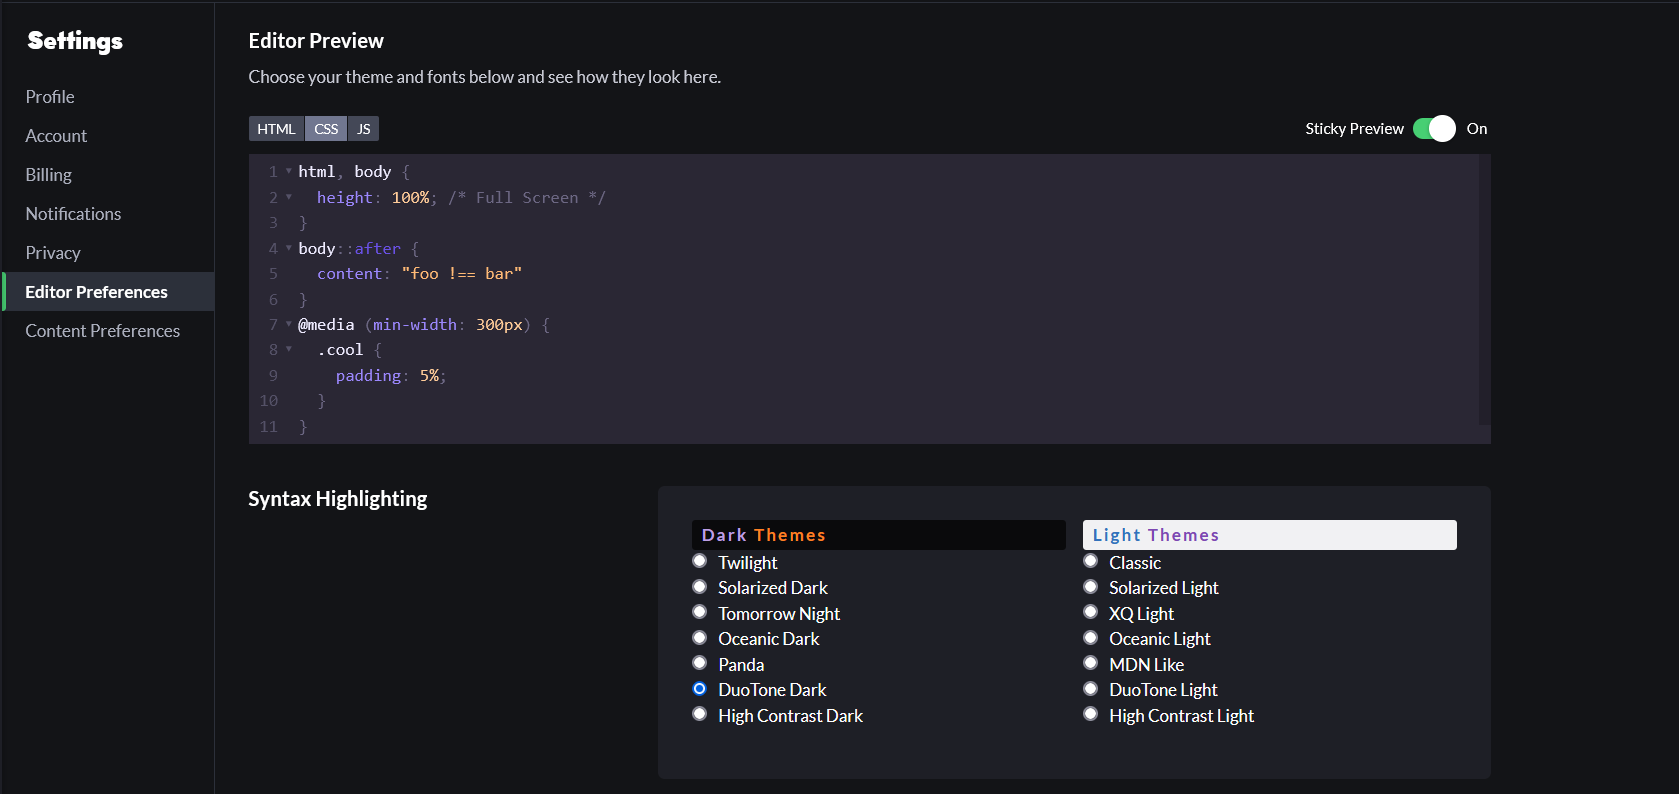 Settings
Profile
Account
Billing
Notifications
Privacy
Editor Preferences
Content Preferences
Editor Preview
Choose your theme and fonts below and see how they look here.
HTML CSS JS
Sticky Preview On
1 html, body {
2 height: 100%; /* Full Screen */
3 }
4 body::after {
5 content: "foo !== bar"
6 }
7 @media (min-width: 300px) {
8 .cool {
9 padding: 5%;
10 }
11 }
Syntax Highlighting
Dark Themes
Twilight
Solarized Dark
Tomorrow Night
Oceanic Dark
Panda
DuoTone Dark
High Contrast Dark
Light Themes
Classic
Solarized Light
XQ Light
Oceanic Light
MDN Like
DuoTone Light
High Contrast Light